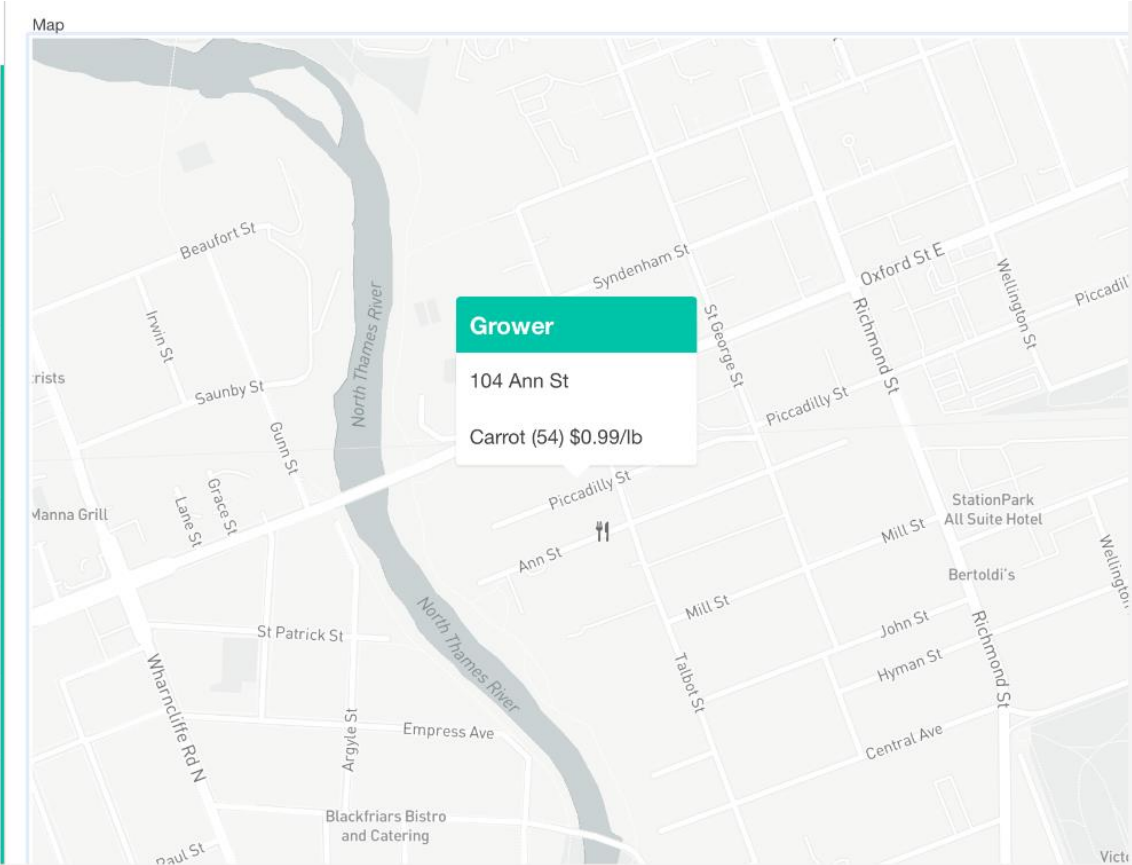 Map
Beaufort St
Syndenham St
Oxford St E
Wellington St
Piccadil
Irwin St
North Thames River
Grower
St George St
Richmond St
104 Ann St
trists
Saunby St
Piccadilly St
Carrot (54) $0.99/lb
Gunn St
Piccadilly St
Grace St
Lane St
Manna Grill
StationPark
All Suite Hotel
Mill St
Ann St
Wellington
Bertoldi's
North Thames River
Mill St
John St
Richmond St
St Patrick St
Hyman St
Talbot St
Wharncliffe Rd N
Argyle St
Empress Ave
Central Ave
Blackfriars Bistro
and Catering
Paul St
Victo